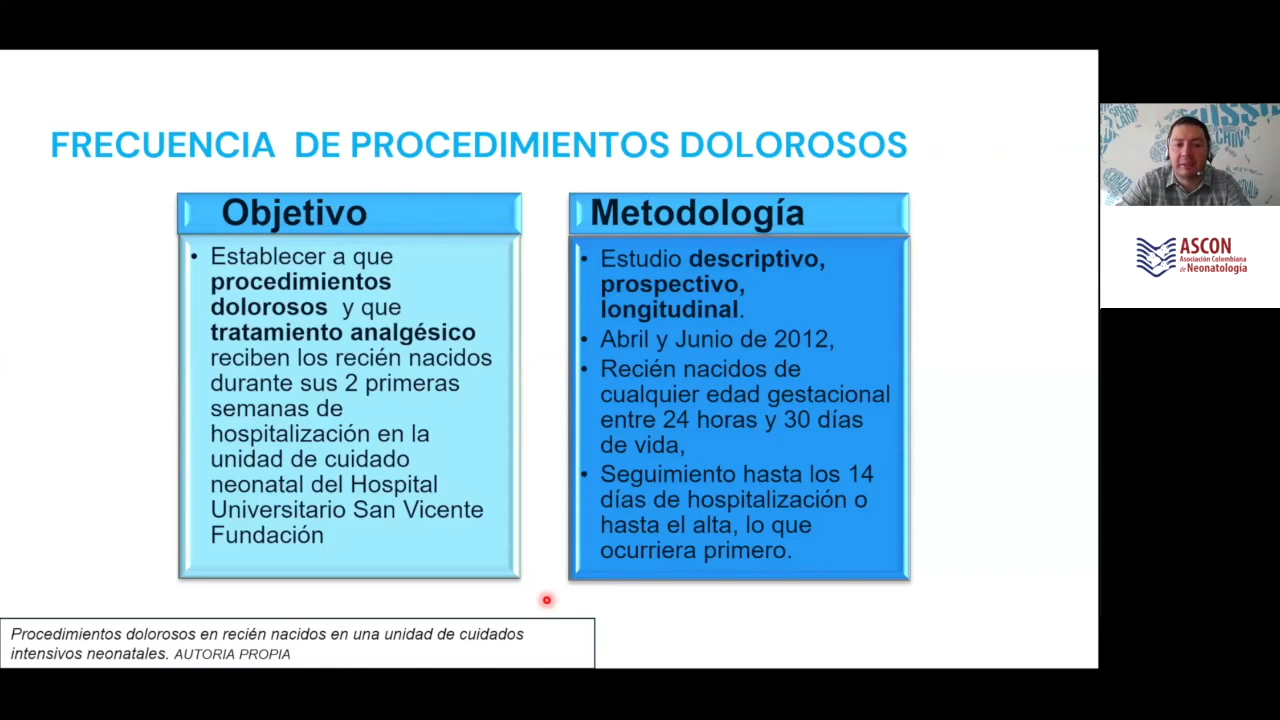 FRECUENCIA  DE PROCEDIMIENTOS DOLOROSOS
Objetivo
• Establecer a que
procedimientos
dolorosos  y que
tratamiento analgésico
reciben los recién nacidos
durante sus 2 primeras
semanas de
hospitalización en la
unidad de cuidado
neonatal del Hospital
Universitario San Vicente
Fundación
Metodología
• Estudio descriptivo,
prospectivo,
longitudinal.
• Abril y Junio de 2012,
• Recién nacidos de
cualquier edad gestacional
entre 24 horas y 30 días
de vida,
• Seguimiento hasta los 14
días de hospitalización o
hasta el alta, lo que
ocurriera primero.
Procedimientos dolorosos en recién nacidos en una unidad de cuidados
intensivos neonatales. AUTORIA PROPIA
ASCON
Asociación Colombiana
de Neonatología